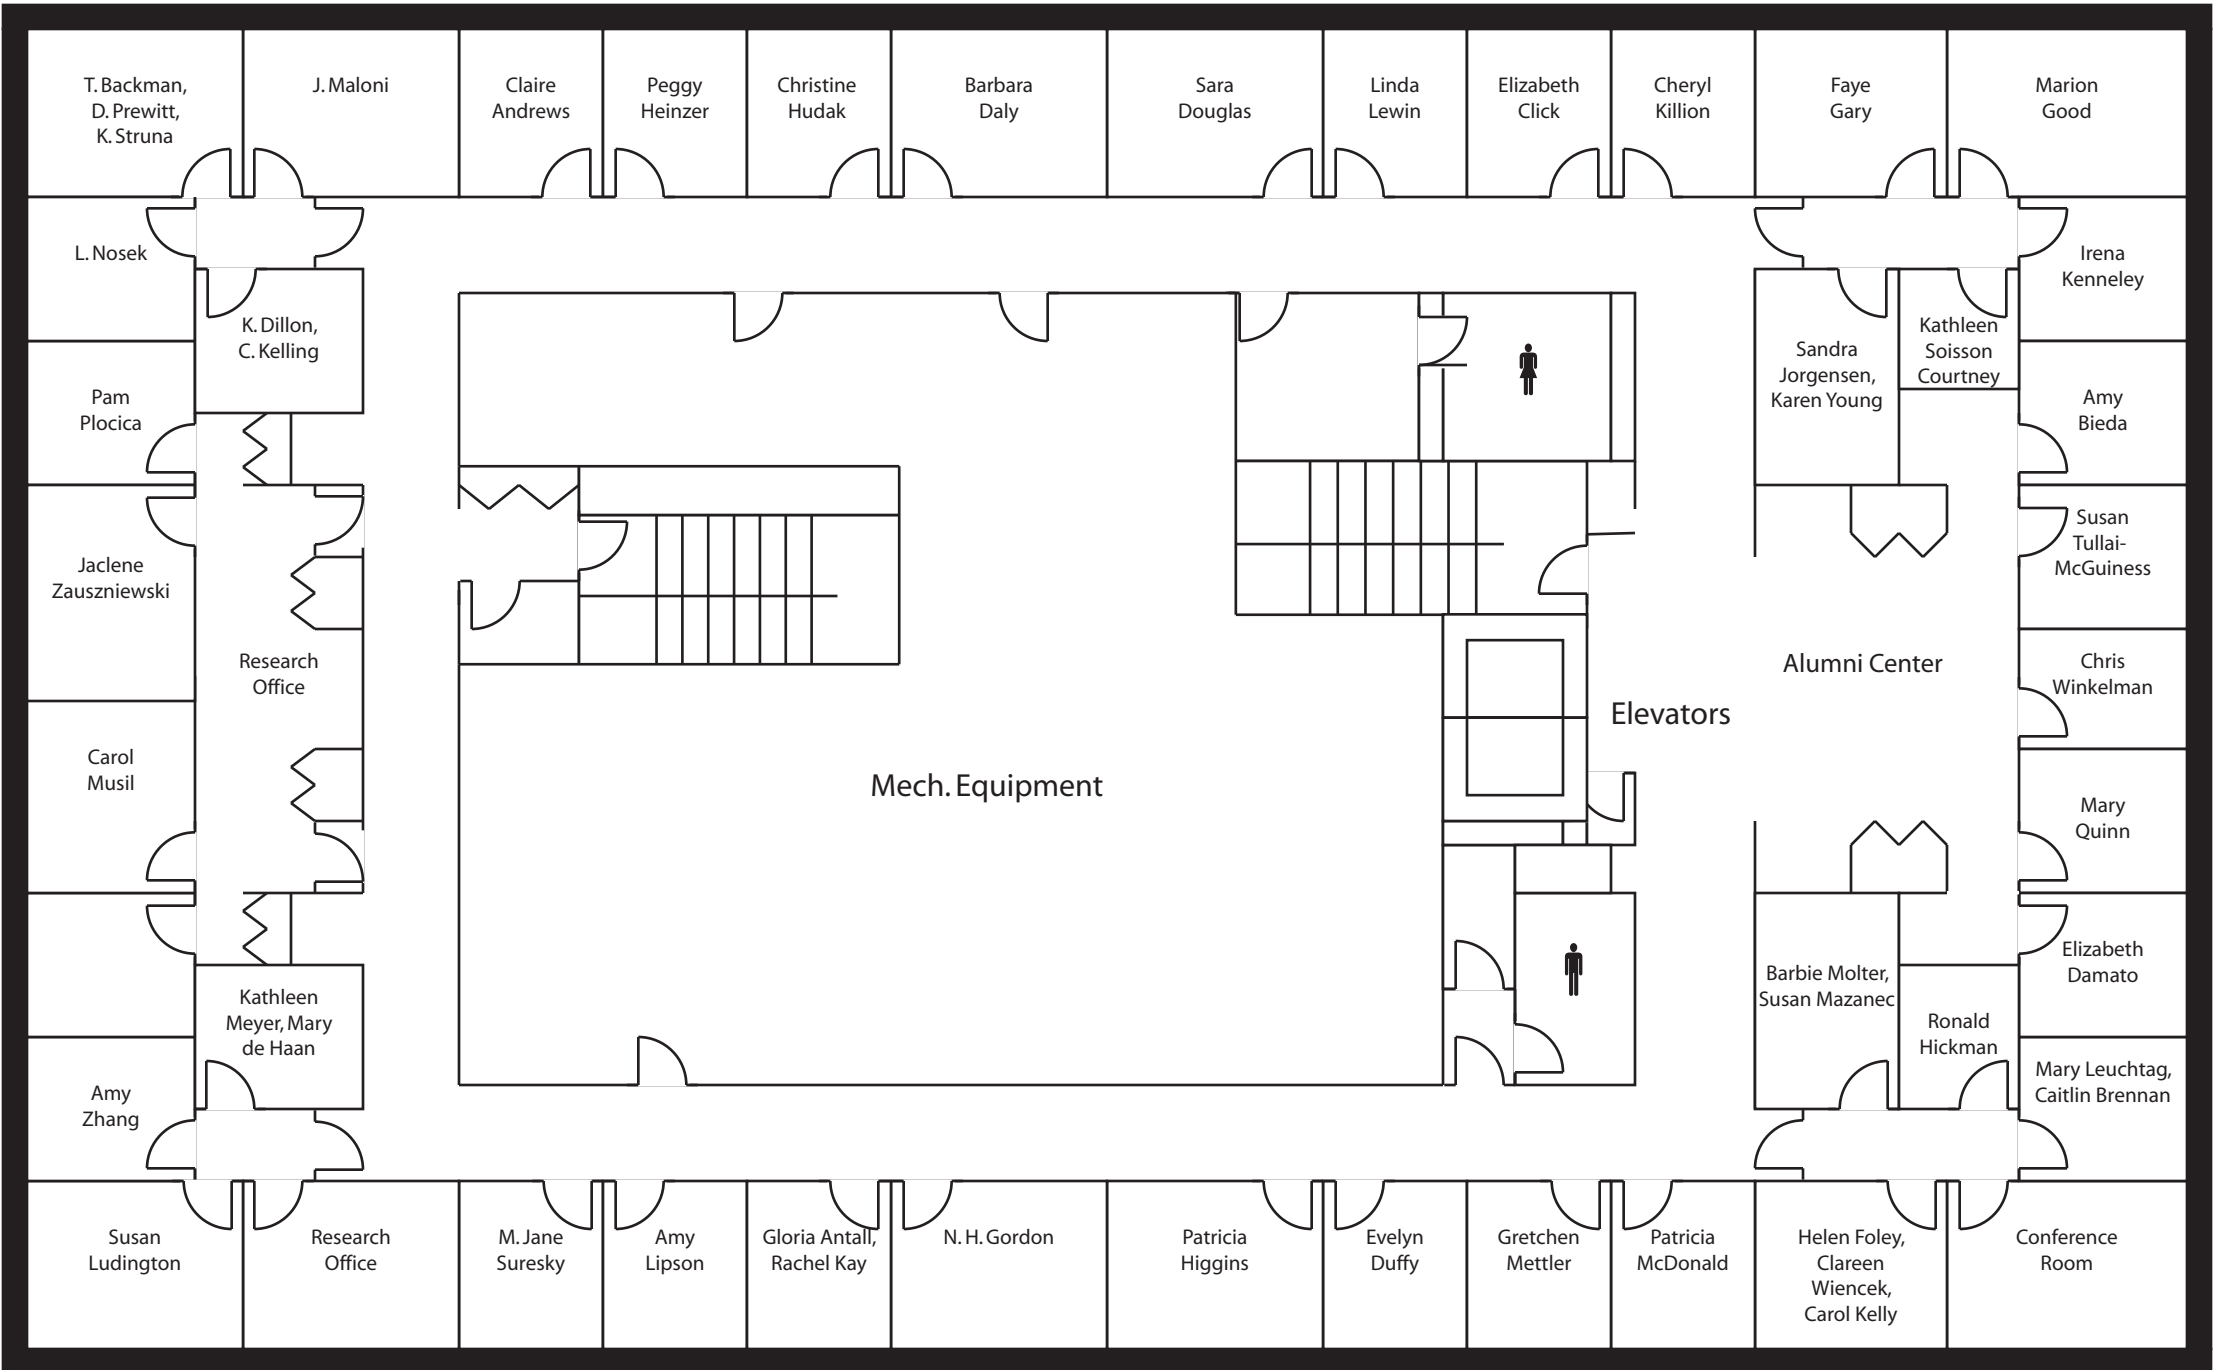 T. Backman,
D. Prewitt,
K. Struna
J. Maloni
Claire
Andrews
Peggy
Heinzer
Christine
Hudak
Barbara
Daly
Sara
Douglas
Linda
Lewin
Elizabeth
Click
Cheryl
Killion
Faye
Gary
Marion
Good
L. Nosek
K. Dillon,
C. Kelling
Pam
Plocica
Jaclene
Zauszniewski
Research
Office
Carol
Musil
Kathleen
Meyer, Mary
de Haan
Amy
Zhang
Mech. Equipment
Elevators
Alumni Center
Sandra
Jorgensen,
Karen Young
Kathleen
Soisson
Courtney
Irena
Kenneley
Amy
Bieda
Susan
Tullai-
McGuiness
Chris
Winkelman
Mary
Quinn
Elizabeth
Damato
Barbie Molter,
Susan Mazanec
Ronald
Hickman
Mary Leuchtag,
Caitlin Brennan
Susan
Ludington
Research
Office
M. Jane
Suresky
Amy
Lipson
Gloria Antall,
Rachel Kay
N. H. Gordon
Patricia
Higgins
Evelyn
Duffy
Gretchen
Mettler
Patricia
McDonald
Helen Foley,
Clareen
Wiencek,
Carol Kelly
Conference
Room